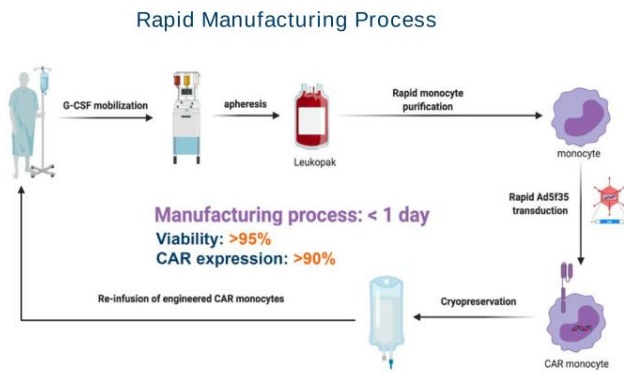 Rapid Manufacturing Process
G-CSF mobilization
apheresis
Leukopak
Rapid monocyte
purification
monocyte
Rapid Ad5f35
transduction
Manufacturing process: < 1 day
Viability: >95%
CAR expression: >90%
CAR monocyte
Cryopreservation
Re-infusion of engineered CAR monocytes